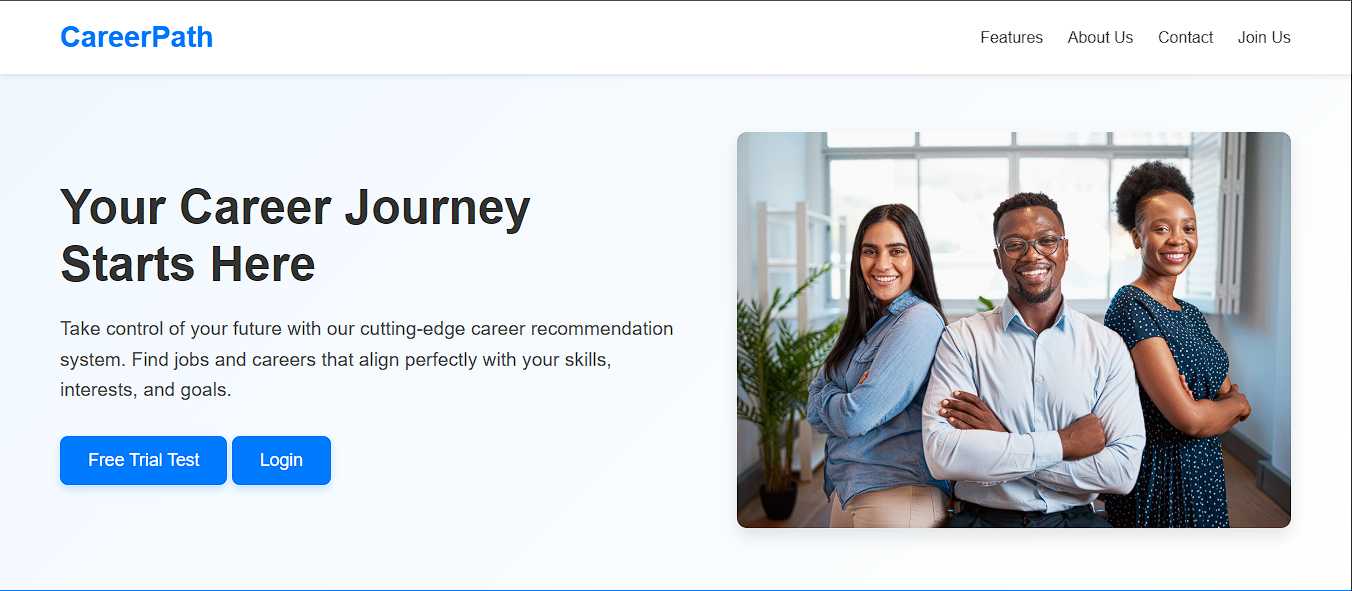 CareerPath
Features About Us Contact Join Us
Your Career Journey
Starts Here
Take control of your future with our cutting-edge career recommendation
system. Find jobs and careers that align perfectly with your skills,
interests, and goals.
Free Trial Test Login